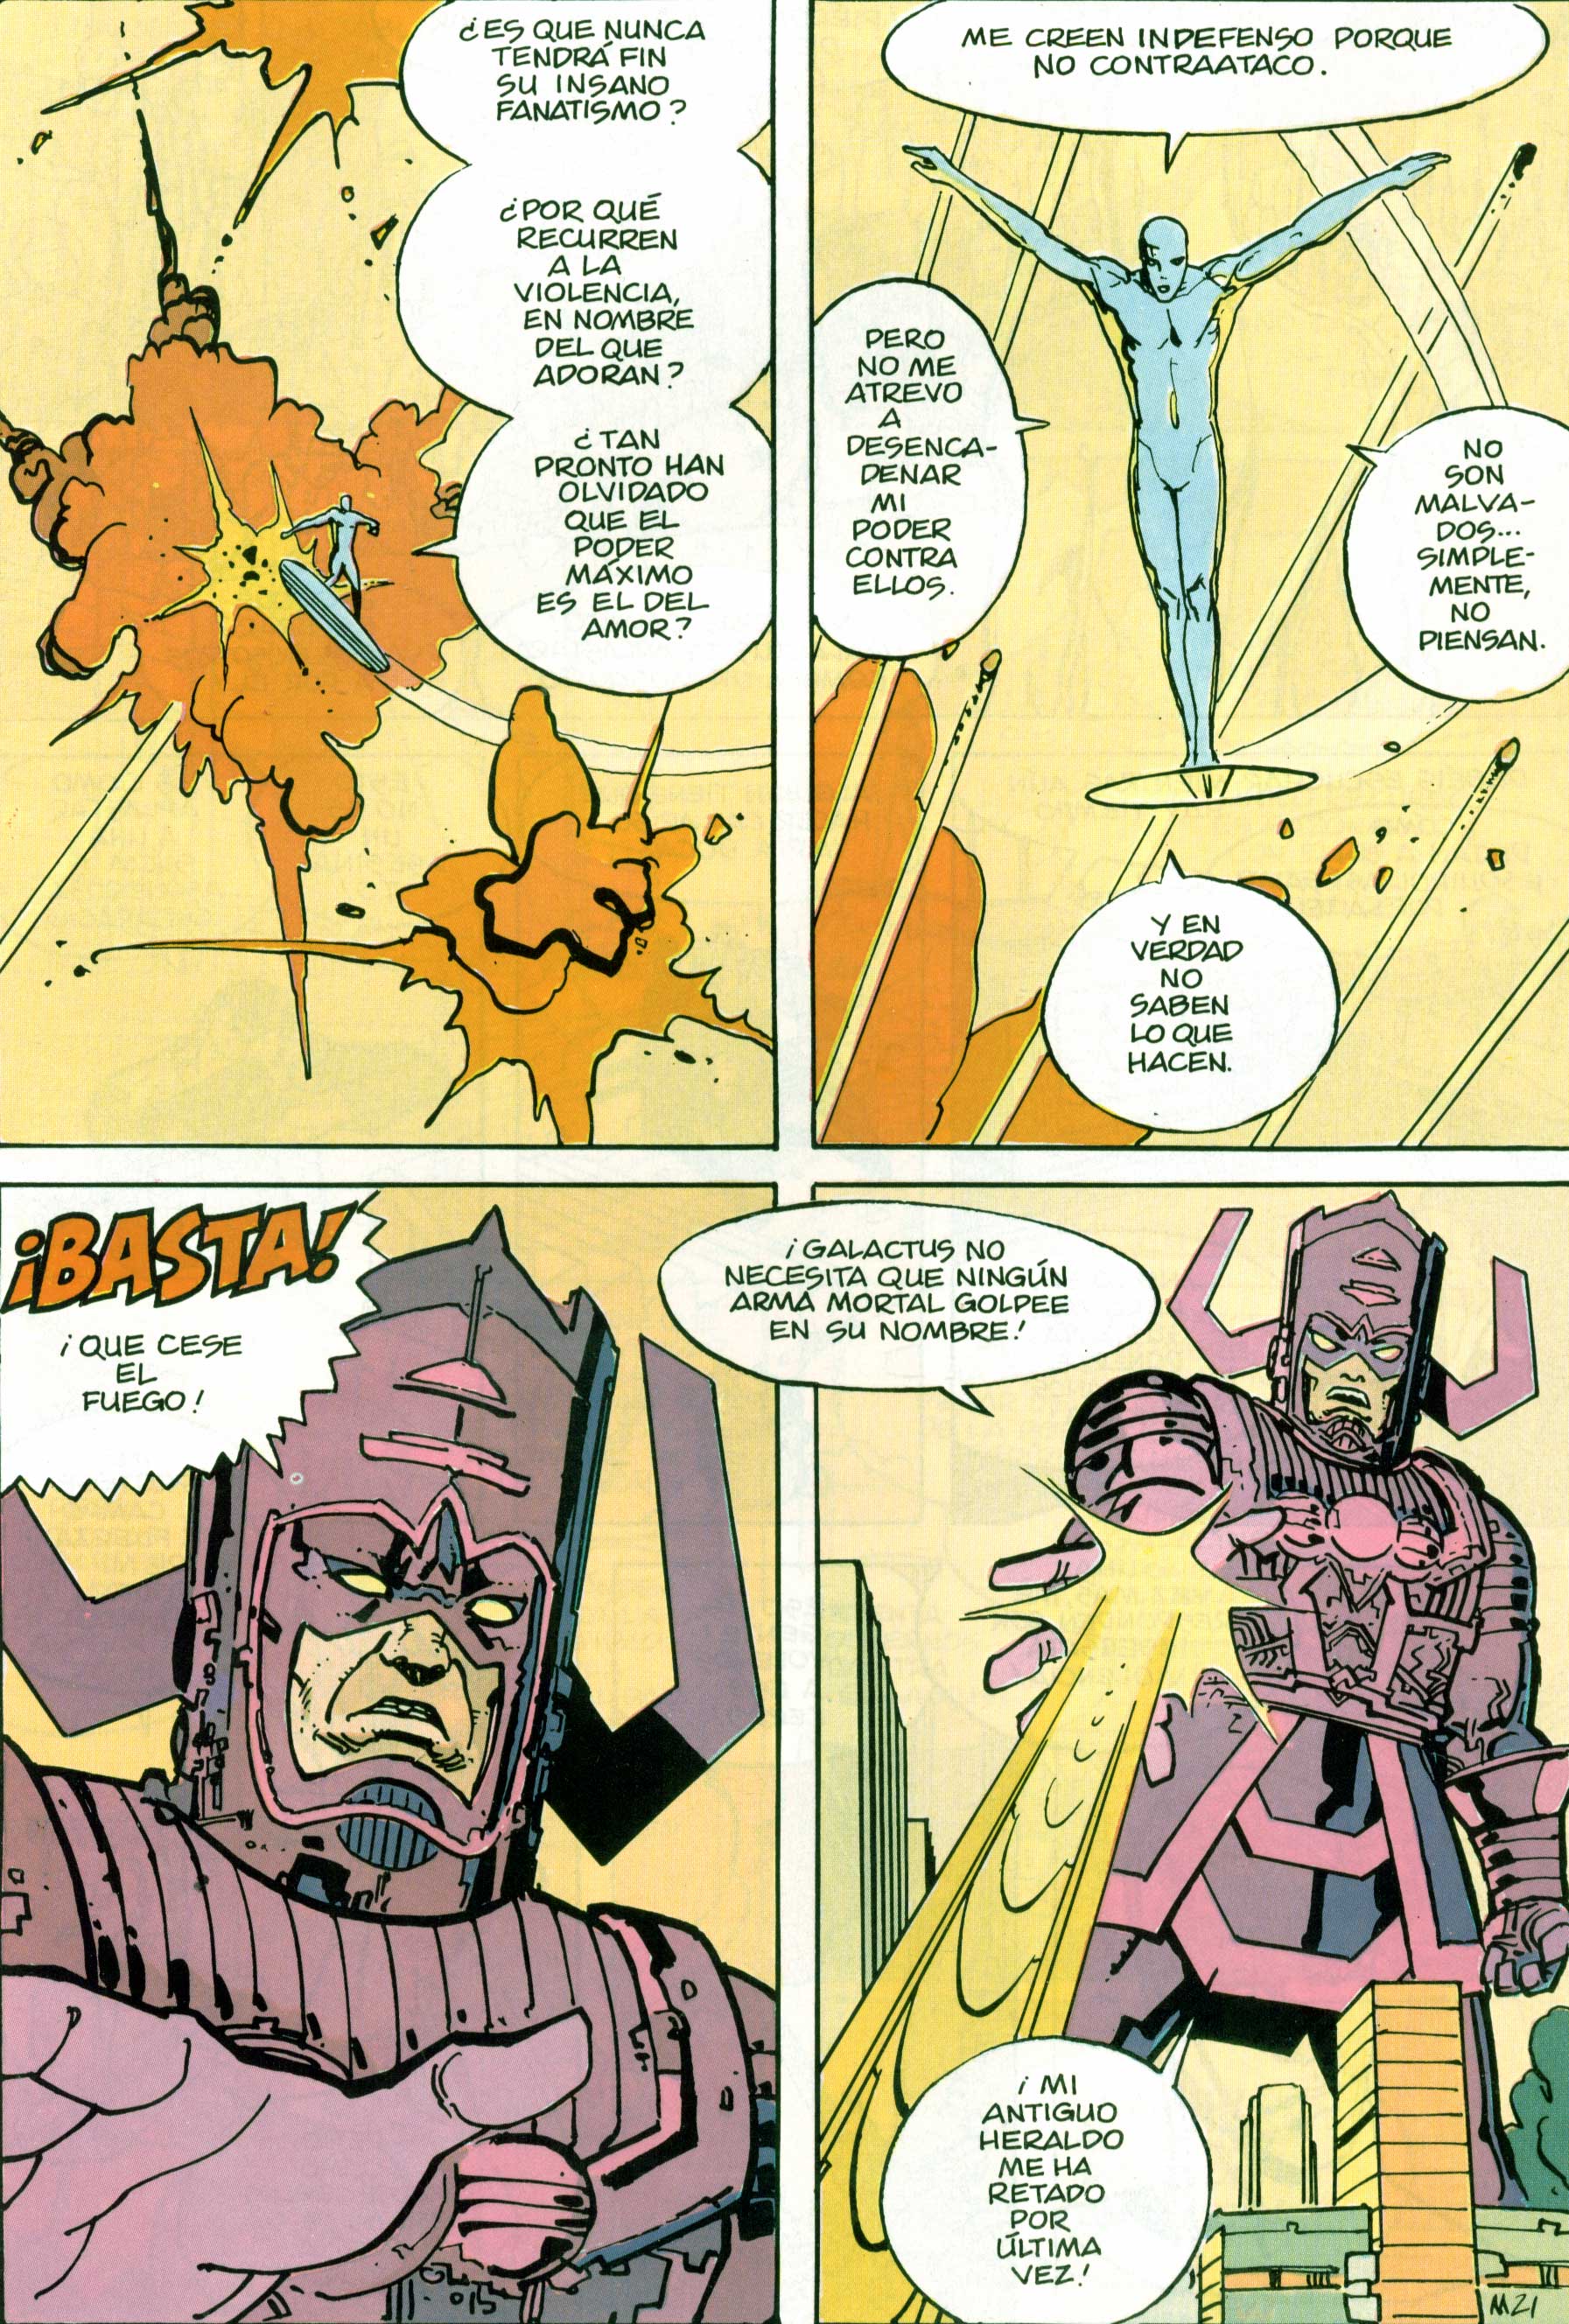 ¿ES QUE NUNCA
TENDRÁ FIN
SU INSANO
FANATISMO?
¿POR QUÉ
RECURREN
A LA
VIOLENCIA,
EN NOMBRE
DEL QUE
ADORAN?
¿TAN
PRONTO HAN
OLVIDADO
QUE EL
PODER
MÁXIMO
ES EL DEL
AMOR?
ME CREEN INDEFENSO PORQUE
NO CONTRAATACO.
PERO
NO ME
ATREVO
A
DESENCA-
DENAR
MI
PODER
CONTRA
ELLOS.
NO
SON
MALVA-
DOS...
SIMPLE-
MENTE,
NO
PIENSAN.
Y EN
VERDAD
NO
SABEN
LO QUE
HACEN.
¡BASTA!
¡QUE CESE
EL
FUEGO!
¡GALACTUS NO
NECESITA QUE NINGÚN
ARMA MORTAL GOLPEE
EN SU NOMBRE!
¡MI
ANTIGUO
HERALDO
ME HA
RETADO
POR
ÚLTIMA
VEZ!
M21